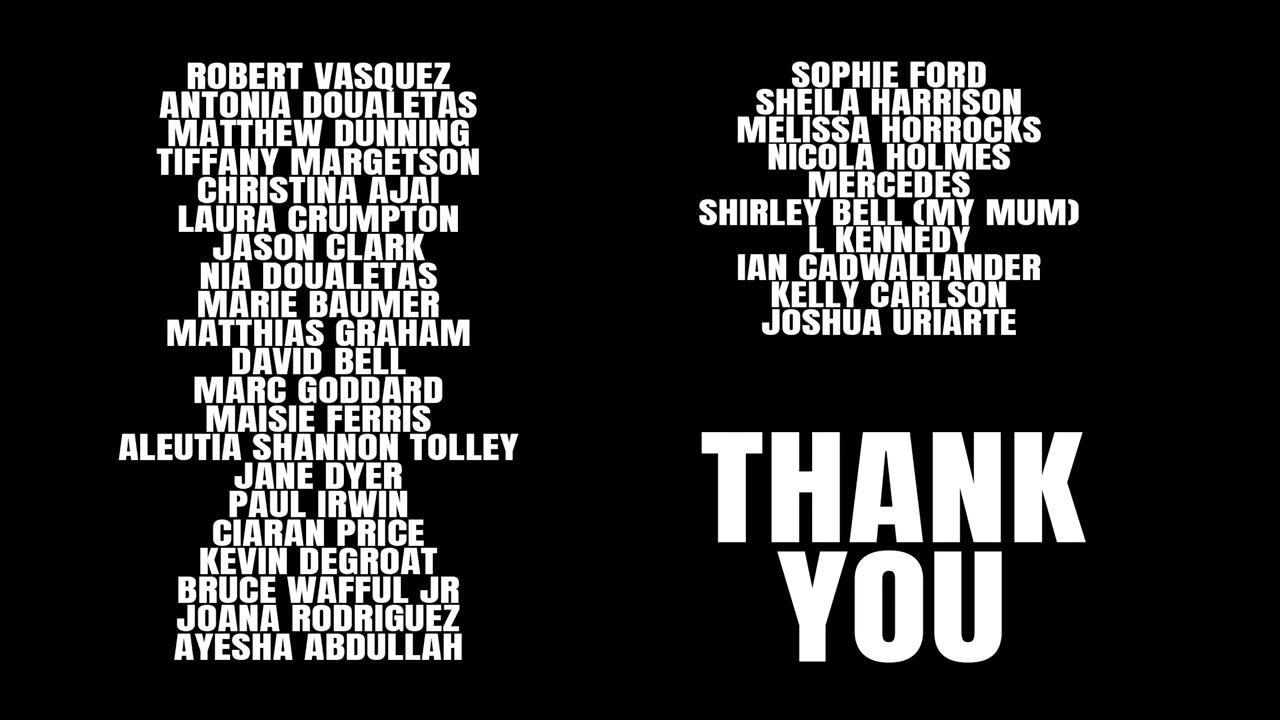 ROBERT VASQUEZ
ANTONIA DOUALETAS
MATTHEW DUNNING
TIFFANY MARGETSON
CHRISTINA AJAI
LAURA CRUMPTON
JASON CLARK
NIA DOUALETAS
MARIE BAUMER
MATTHIAS GRAHAM
DAVID BELL
MARC GODDARD
MAISIE FERRIS
ALEUTIA SHANNON TOLLEY
JANE DYER
PAUL IRWIN
CIARAN PRICE
KEVIN DEGROAT
BRUCE WAFFUL JR
JOANA RODRIGUEZ
AYESHA ABDULLAH
SOPHIE FORD
SHEILA HARRISON
MELISSA HORROCKS
NICOLA HOLMES
MERCEDES
SHIRLEY BELL (MY MUM)
L KENNEDY
IAN CADWALLANDER
KELLY CARLSON
JOSHUA URIARTE
THANK
YOU